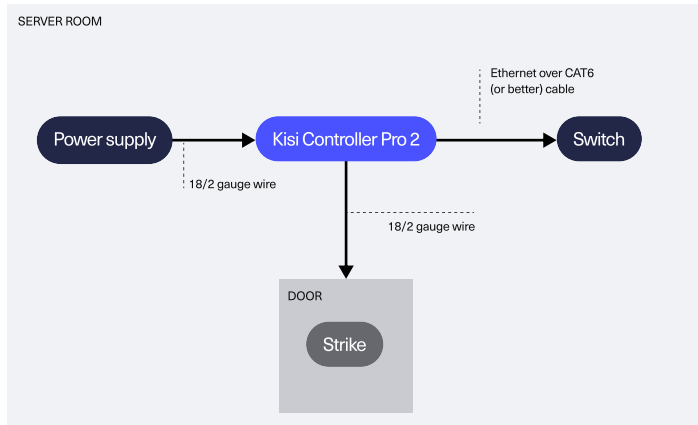 SERVER ROOM
Ethernet over CAT6
(or better) cable
Power supply
Kisi Controller Pro 2
Switch
18/2 gauge wire
18/2 gauge wire
DOOR
Strike